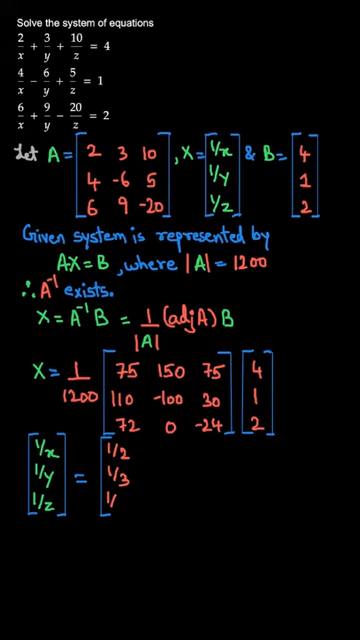 Solve the system of equations
2/x + 3/y + 10/z = 4
4/x − 6/y + 5/z = 1
6/x + 9/y − 20/z = 2
Let A = [2 3 10 , X = [1/x & B = [4
4 -6 5 1/y 1
6 9 -20] 1/z] 2]
Given system is represented by
AX = B , where |A| = 1200
∴ A⁻¹ exists.
X = A⁻¹ B = 1/|A| (adj A) B
X = 1/1200 [75 150 75 [4
110 -100 30 1
72 0 -24] 2]
[1/x = [1/2
1/y 1/3
1/z] 1/